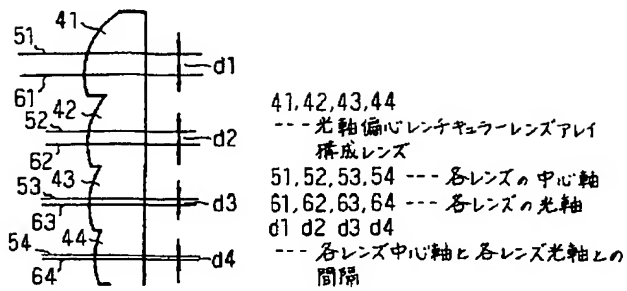 41
51
d1
61
42
52
d2
62
43
53
d3
63
44
54
d4
64
41,42,43,44
--- 光軸偏心レンチキュラーレンズアレイ
構成レンズ
51,52,53,54 --- 各レンズの中心軸
61,62,63,64 --- 各レンズの光軸
d1 d2 d3 d4
--- 各レンズ中心軸と各レンズ光軸との
間隔